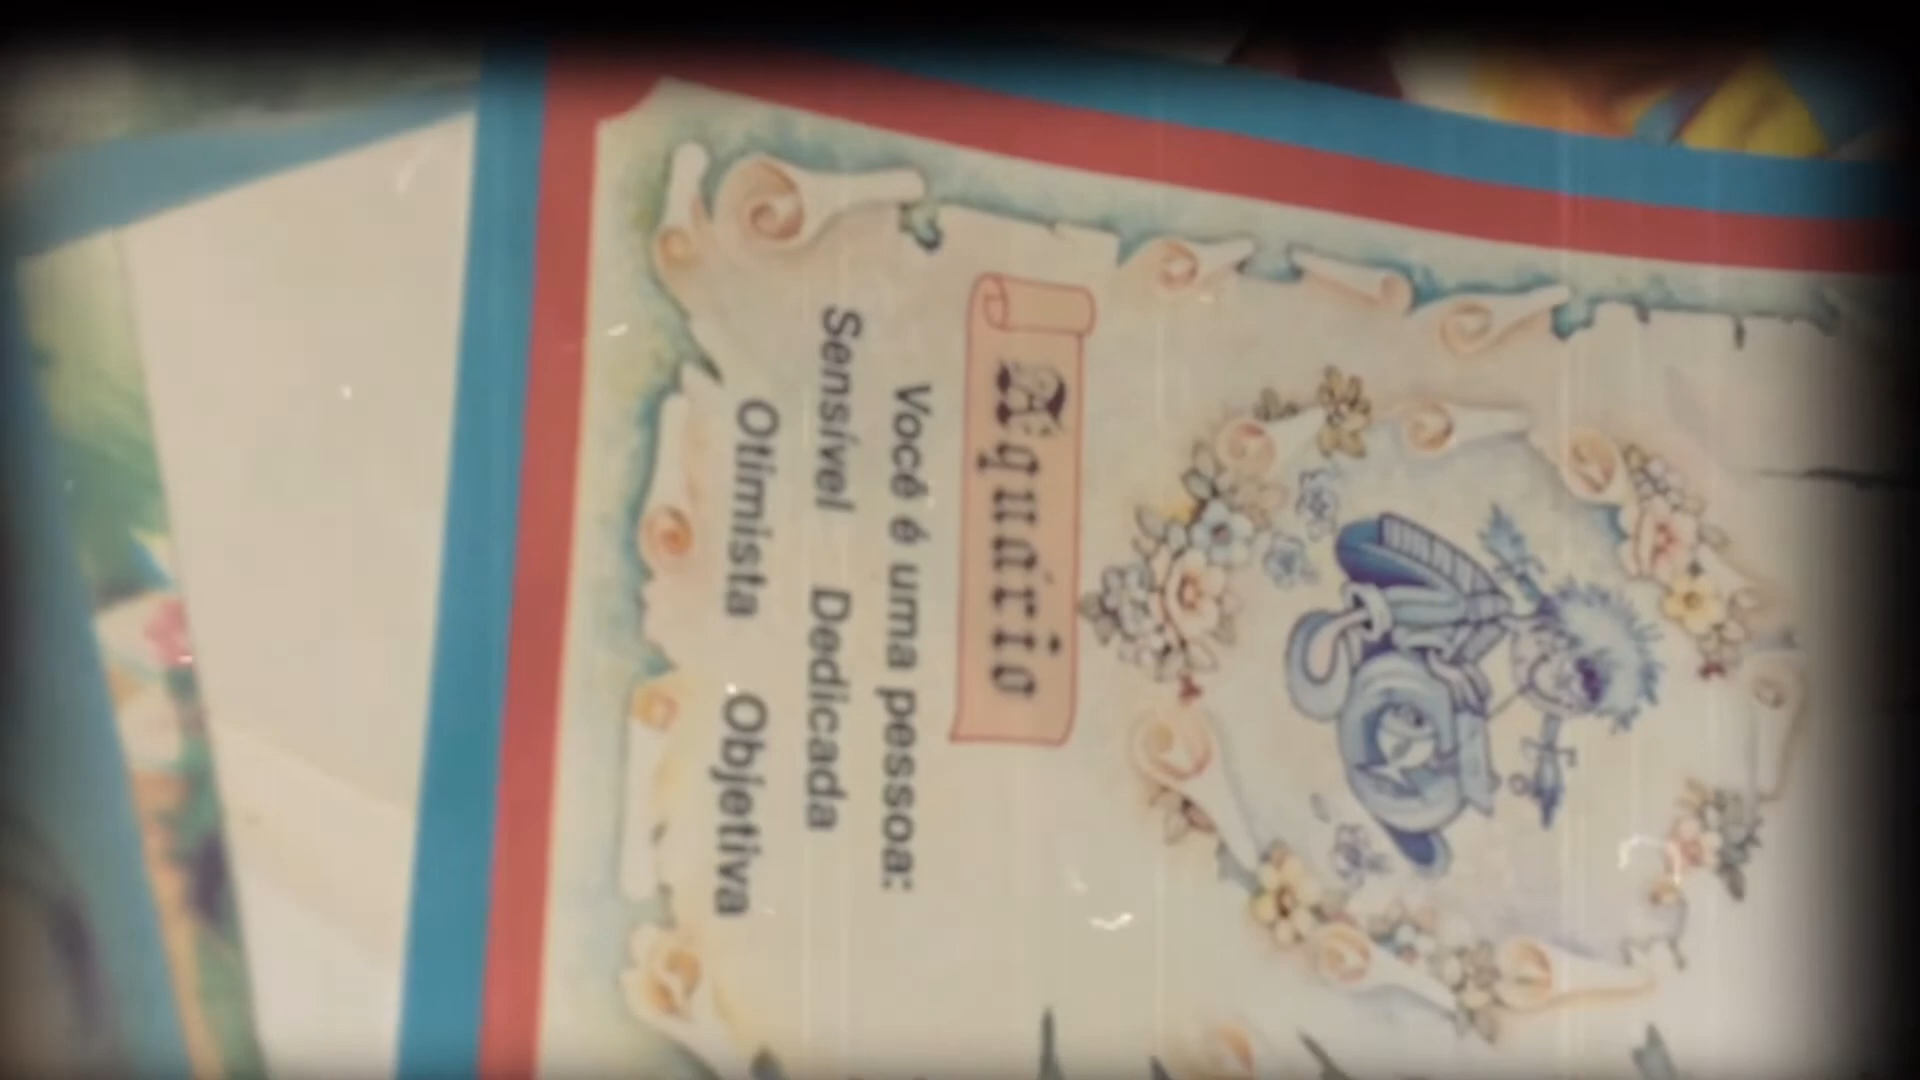 Aquário
Você é uma pessoa:
Sensível Dedicada
Otimista Objetiva